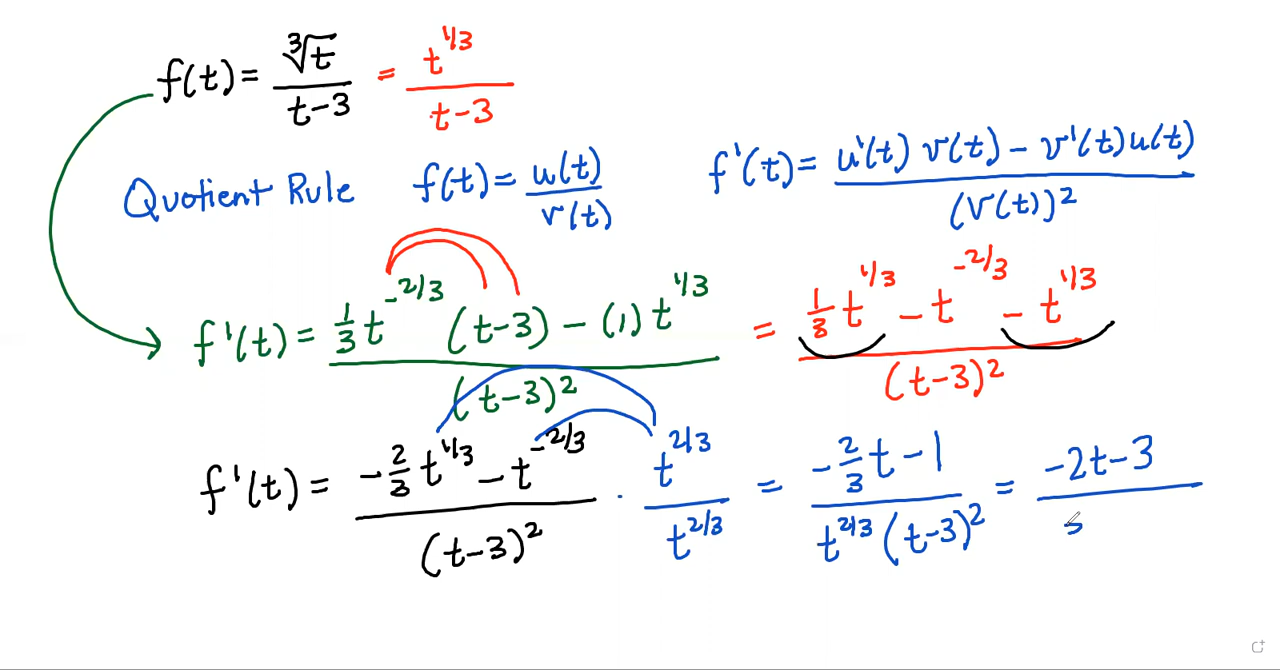 f(t) = ∛t / (t-3) = t^1/3 / (t-3)
Quotient Rule f(t) = u(t) / v(t) f'(t) = (u'(t) v(t) - v'(t) u(t)) / (v(t))^2
f'(t) = (1/3 t^-2/3 (t-3) - (1) t^1/3) / (t-3)^2 = (1/3 t^1/3 - t^-2/3 - t^1/3) / (t-3)^2
f'(t) = (-2/3 t^1/3 - t^-2/3) / (t-3)^2 · t^2/3 / t^2/3 = (-2/3 t - 1) / (t^2/3 (t-3)^2) = (-2t-3) /